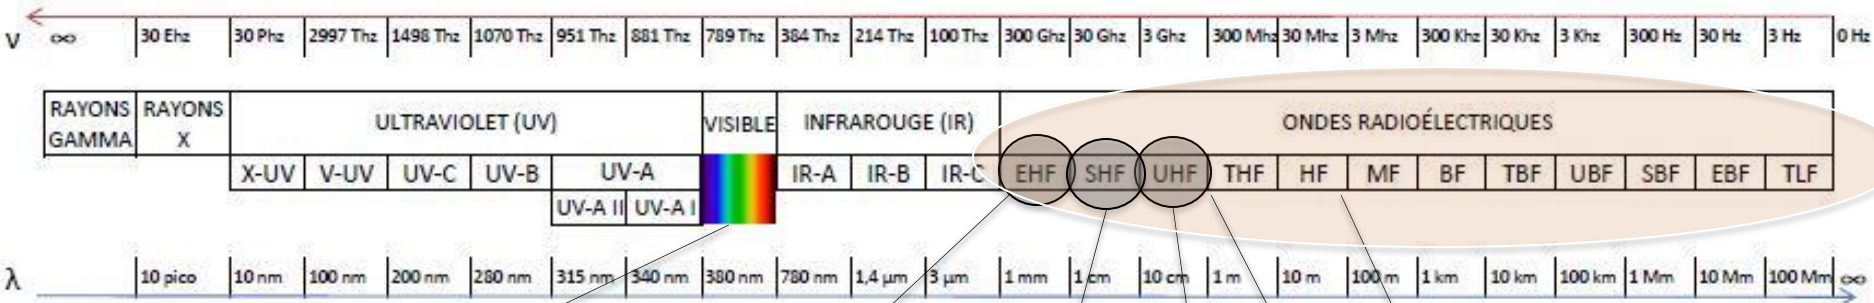 ν ∞ 30 Ehz 30 Phz 2997 Thz 1498 Thz 1070 Thz 951 Thz 881 Thz 789 Thz 384 Thz 214 Thz 100 Thz 300 Ghz 30 Ghz 3 Ghz 300 Mhz 30 Mhz 3 Mhz 300 Khz 30 Khz 3 Khz 300 Hz 30 Hz 3 Hz 0 Hz
RAYONS GAMMA RAYONS X ULTRAVIOLET (UV) VISIBLE INFRAROUGE (IR) ONDES RADIOÉLECTRIQUES
X-UV V-UV UV-C UV-B UV-A IR-A IR-B IR-C EHF SHF UHF THF HF MF BF TBF UBF SBF EBF TLF
UV-A II UV-A I
λ 10 pico 10 nm 100 nm 200 nm 280 nm 315 nm 340 nm 380 nm 780 nm 1,4 µm 3 µm 1 mm 1 cm 10 cm 1 m 10 m 100 m 1 km 10 km 100 km 1 Mm 10 Mm 100 Mm ∞